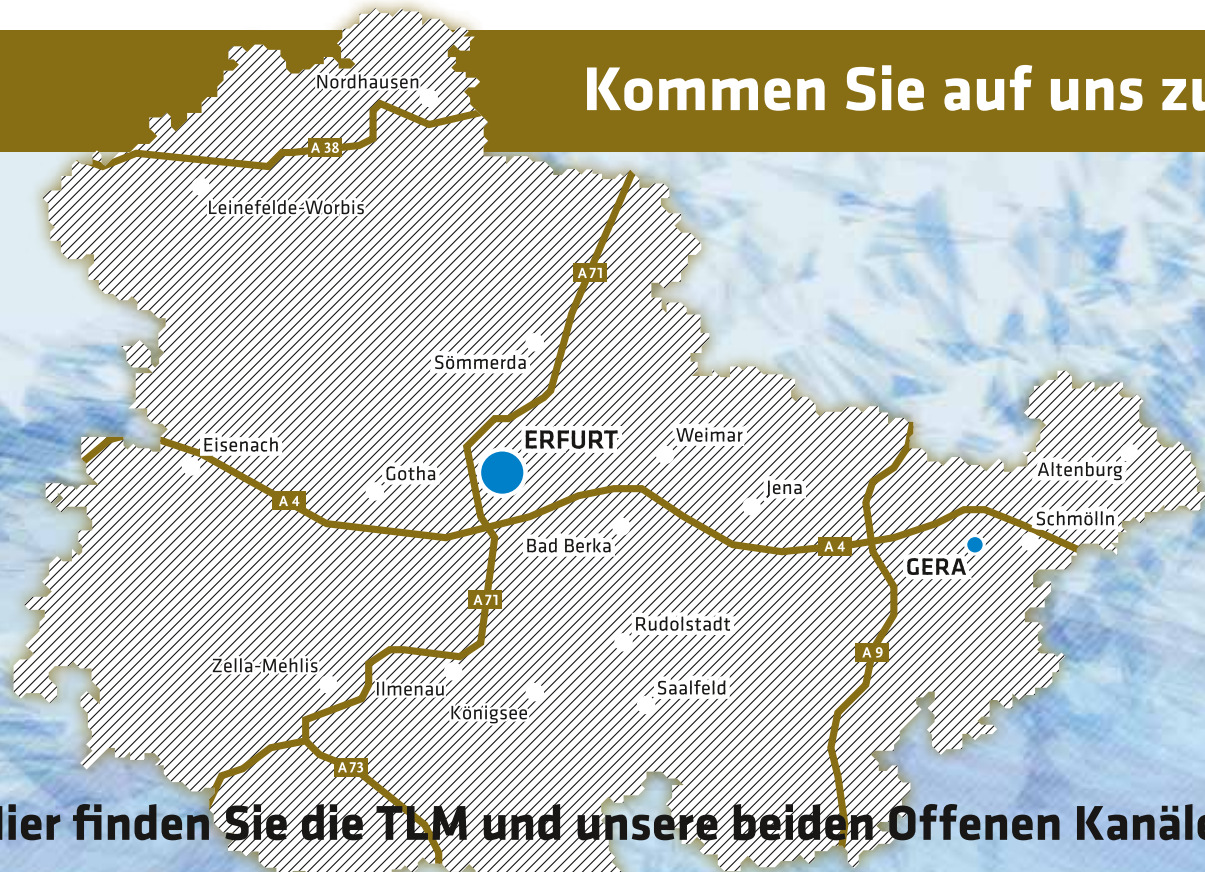 Kommen Sie auf uns zu
Nordhausen
A 38
Leinefelde-Worbis
A 71
Sömmerda
Eisenach
ERFURT
Weimar
Gotha
Altenburg
Jena
A 4
Schmölln
Bad Berka
A 4
GERA
A 71
Rudolstadt
A 9
Zella-Mehlis
Ilmenau
Saalfeld
Königsee
A 73
Hier finden Sie die TLM und unsere beiden Offenen Kanäle